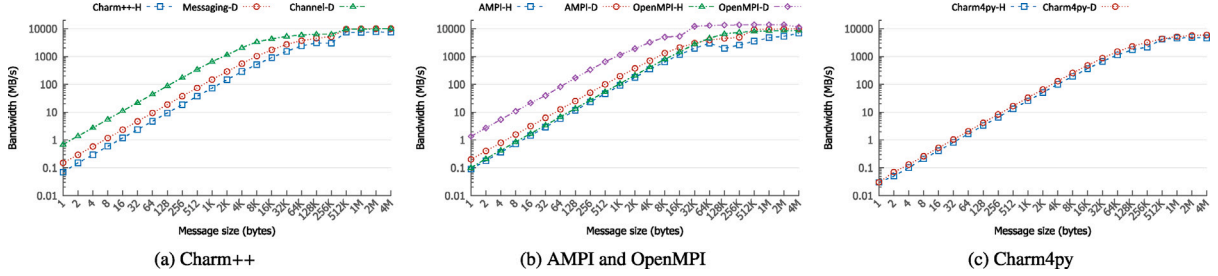 Charm++-H Messaging-D Channel-D
Bandwidth (MB/s)
10000
1000
100
10
1
0.1
0.01
1 2 4 8 16 32 64 128 256 512 1K 2K 4K 8K 16K 32K 64K 128K 256K 512K 1M 2M 4M
Message size (bytes)
(a) Charm++
AMPI-H AMPI-D OpenMPI-H OpenMPI-D
Bandwidth (MB/s)
10000
1000
100
10
1
0.1
0.01
1 2 4 8 16 32 64 128 256 512 1K 2K 4K 8K 16K 32K 64K 128K 256K 512K 1M 2M 4M
Message size (bytes)
(b) AMPI and OpenMPI
Charm4py-H Charm4py-D
Bandwidth (MB/s)
10000
1000
100
10
1
0.1
0.01
1 2 4 8 16 32 64 128 256 512 1K 2K 4K 8K 16K 32K 64K 128K 256K 512K 1M 2M 4M
Message size (bytes)
(c) Charm4py